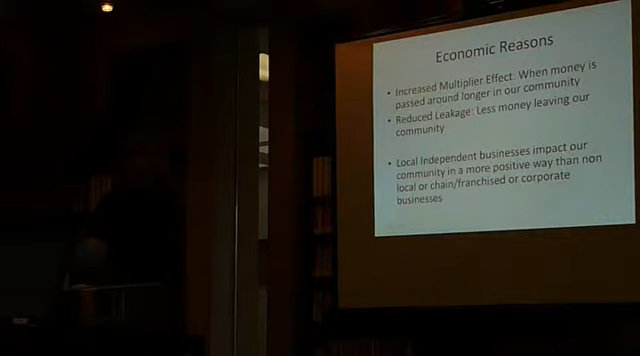 Economic Reasons
• Increased Multiplier Effect: When money is
passed around longer in our community
• Reduced Leakage: Less money leaving our
community
• Local Independent businesses impact our
community in a more positive way than non
local or chain/franchised or corporate
businesses